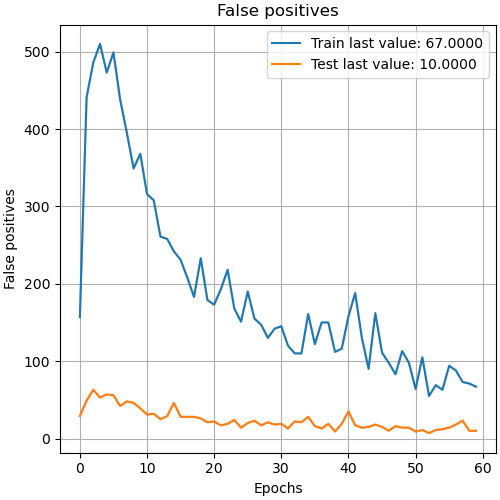 False positives
Train last value: 67.0000
Test last value: 10.0000
500
400
300
200
100
0
False positives
0 10 20 30 40 50 60
Epochs